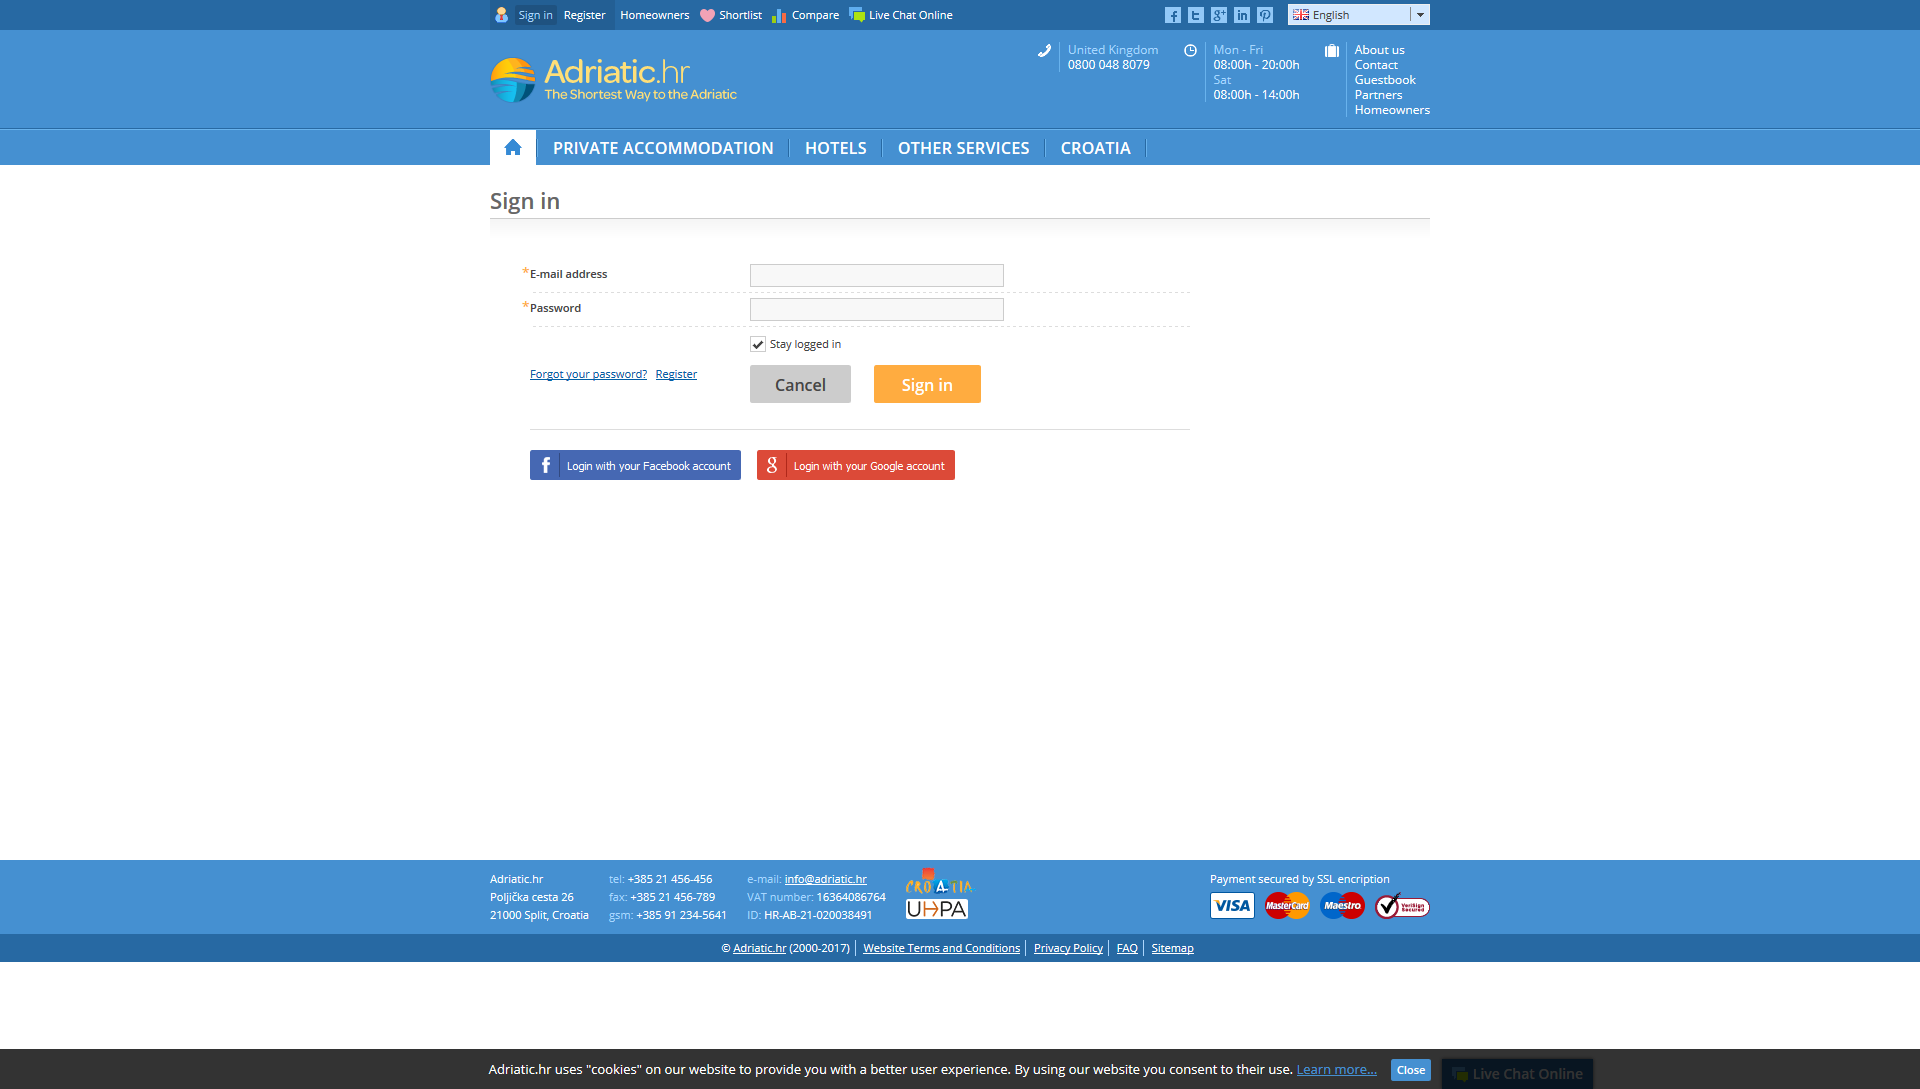 Sign in Register Homeowners Shortlist Compare Live Chat Online English
Adriatic.hr
The Shortest Way to the Adriatic
United Kingdom
0800 048 8079
Mon - Fri
08:00h - 20:00h
Sat
08:00h - 14:00h
About us
Contact
Guestbook
Partners
Homeowners
PRIVATE ACCOMMODATION HOTELS OTHER SERVICES CROATIA
Sign in
*E-mail address
*Password
Stay logged in
Forgot your password? Register
Cancel Sign in
Login with your Facebook account
Login with your Google account
Adriatic.hr
Poljička cesta 26
21000 Split, Croatia
tel: +385 21 456-456
fax: +385 21 456-789
gsm: +385 91 234-5641
e-mail: info@adriatic.hr
VAT number: 16364086764
ID: HR-AB-21-020038491
CROATIA
UHPA
Payment secured by SSL encription
VISA MasterCard Maestro VeriSign Secured
© Adriatic.hr (2000-2017) Website Terms and Conditions Privacy Policy FAQ Sitemap
Adriatic.hr uses "cookies" on our website to provide you with a better user experience. By using our website you consent to their use. Learn more... Close
Live Chat Online